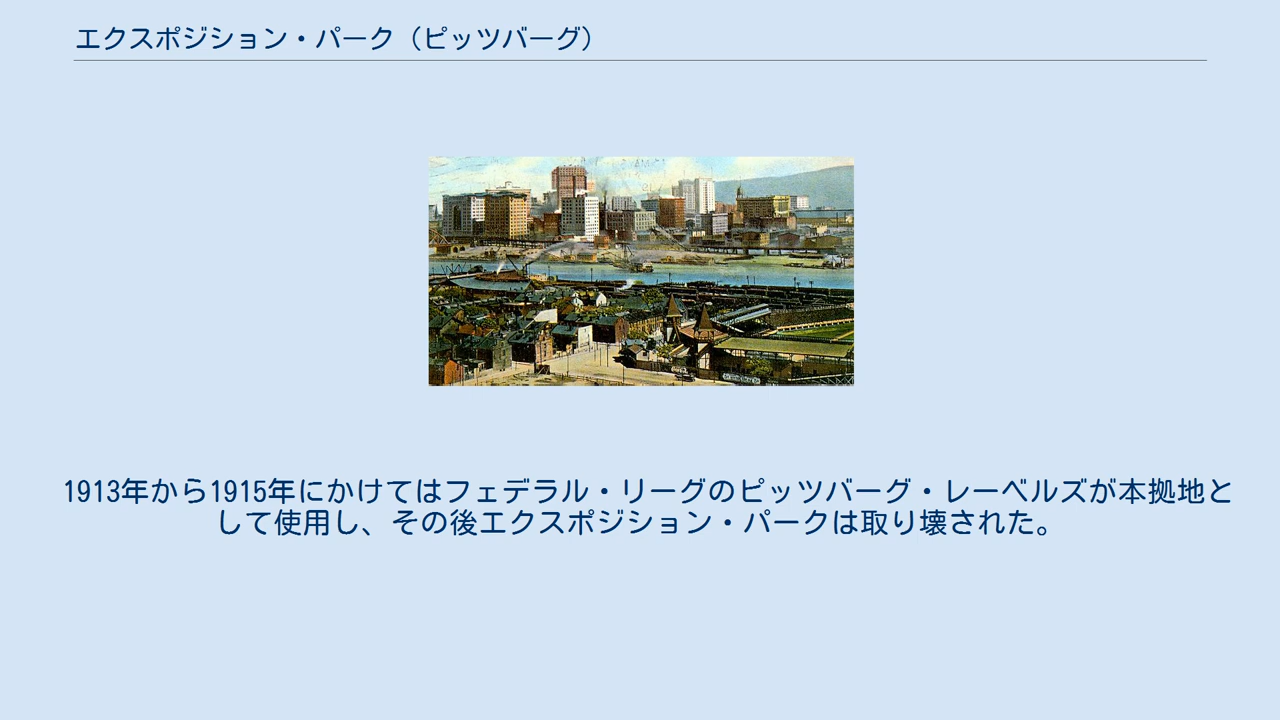 エクスポジション・パーク（ピッツバーグ）
1913年から1915年にかけてはフェデラル・リーグのピッツバーグ・レーベルズが本拠地と
して使用し、その後エクスポジション・パークは取り壊された。